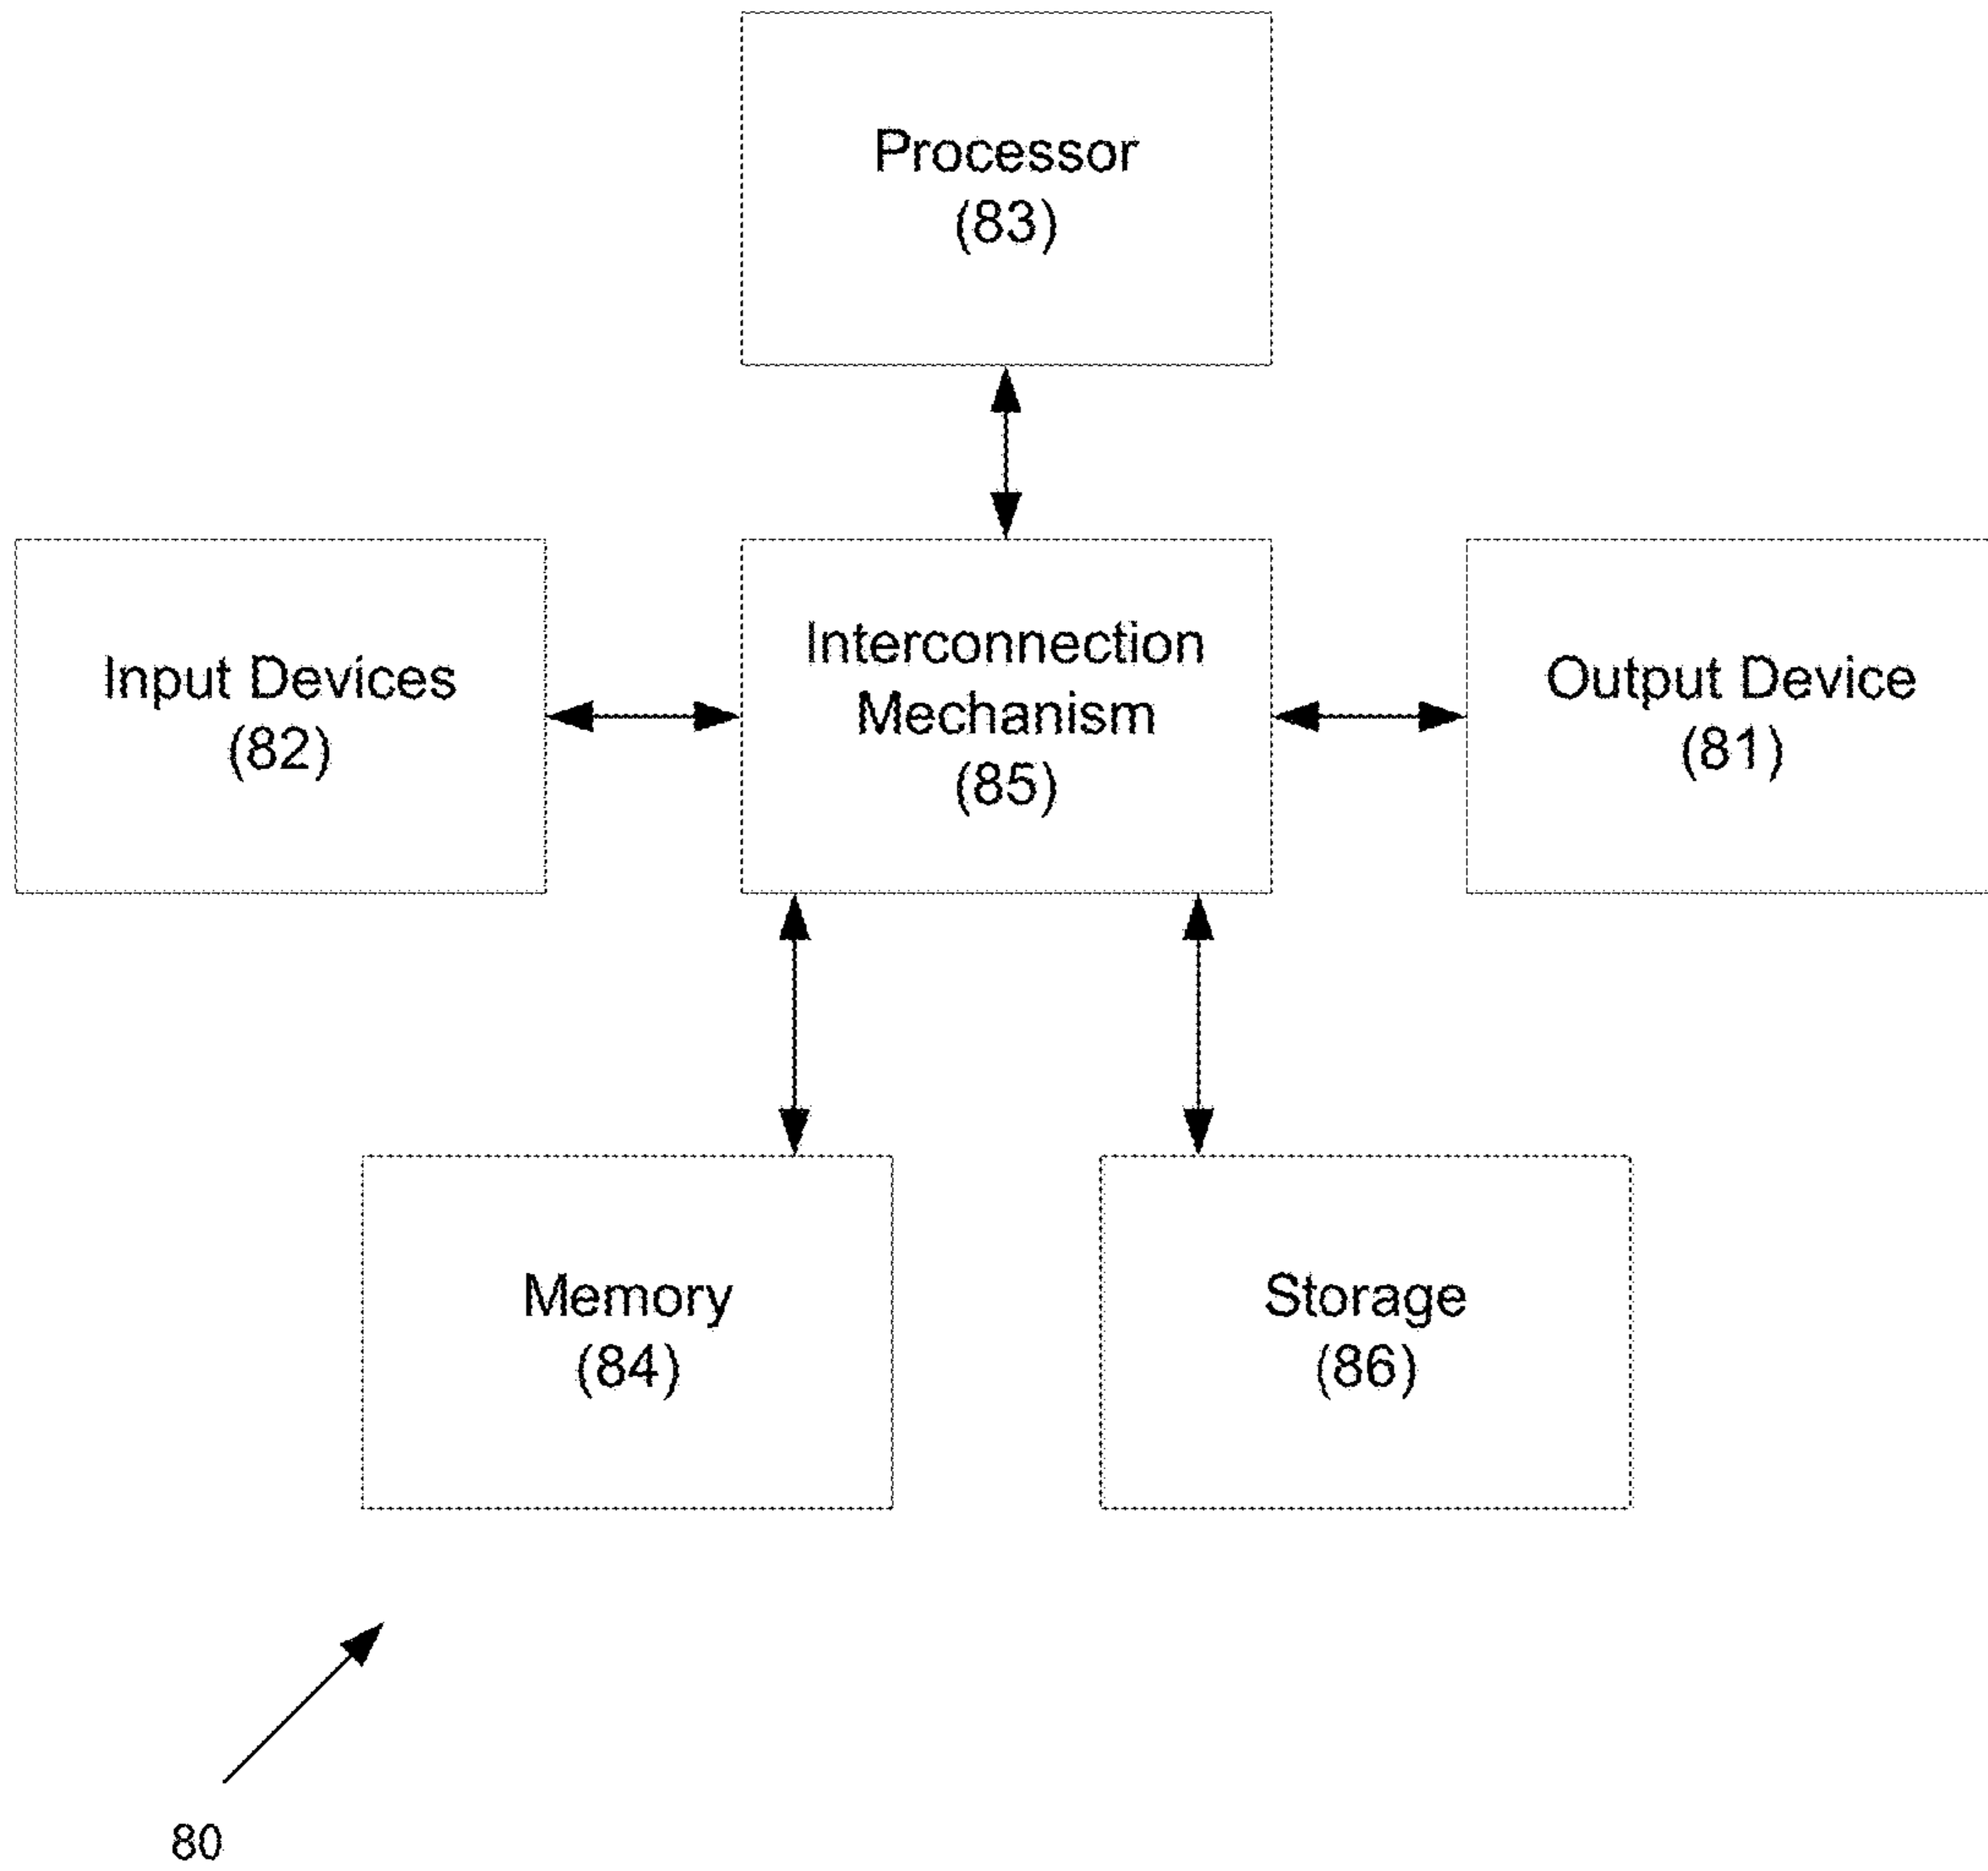 Processor
(83)
Input Devices
(82)
Interconnection
Mechanism
(85)
Output Device
(81)
Memory
(84)
Storage
(86)
80